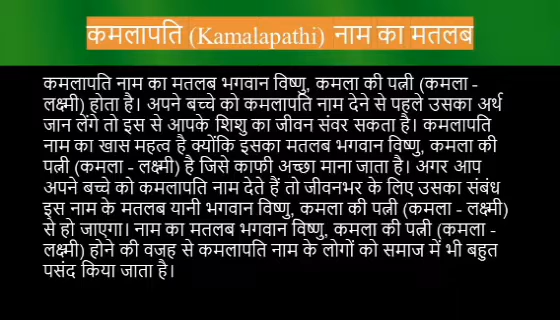 कमलापति (Kamalapathi) नाम का मतलब
कमलापति नाम का मतलब भगवान विष्णु, कमला की पत्नी (कमला -
लक्ष्मी) होता है। अपने बच्चे को कमलापति नाम देने से पहले उसका अर्थ
जान लेंगे तो इस से आपके शिशु का जीवन संवर सकता है। कमलापति
नाम का खास महत्व है क्योंकि इसका मतलब भगवान विष्णु, कमला की
पत्नी (कमला - लक्ष्मी) है जिसे काफी अच्छा माना जाता है। अगर आप
अपने बच्चे को कमलापति नाम देते हैं तो जीवनभर के लिए उसका संबंध
इस नाम के मतलब यानी भगवान विष्णु, कमला की पत्नी (कमला - लक्ष्मी)
से हो जाएगा। नाम का मतलब भगवान विष्णु, कमला की पत्नी (कमला -
लक्ष्मी) होने की वजह से कमलापति नाम के लोगों को समाज में भी बहुत
पसंद किया जाता है।